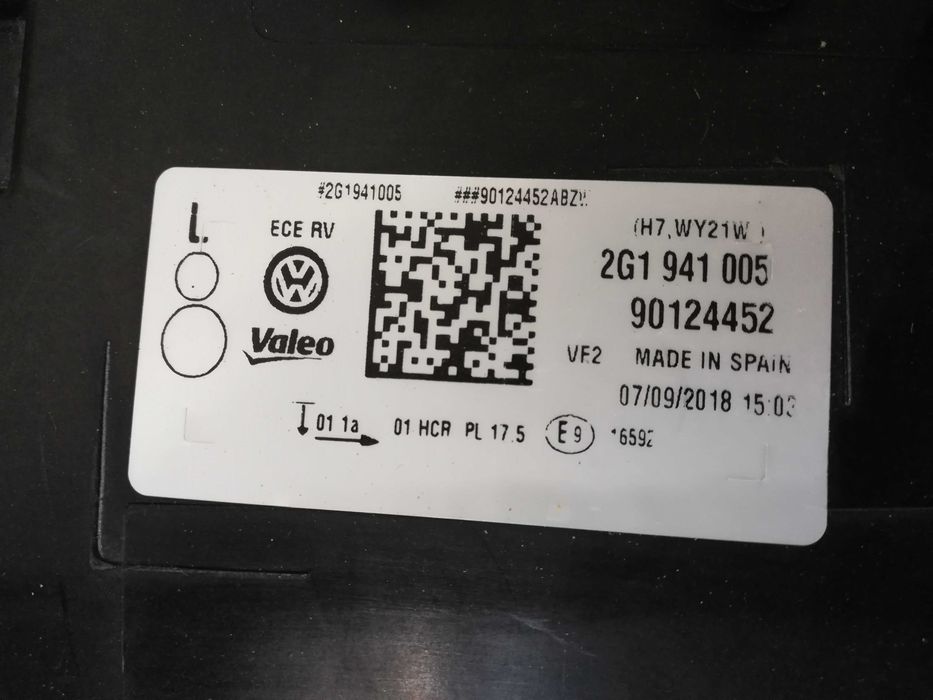 #2G1941005 ###90124452ABZ
L
ECE RV
(H7, WY21W )
2G1 941 005
90124452
Valeo
VF2 MADE IN SPAIN
07/09/2018 15:03
01 1a 01 HCR PL 17.5 E9 16592